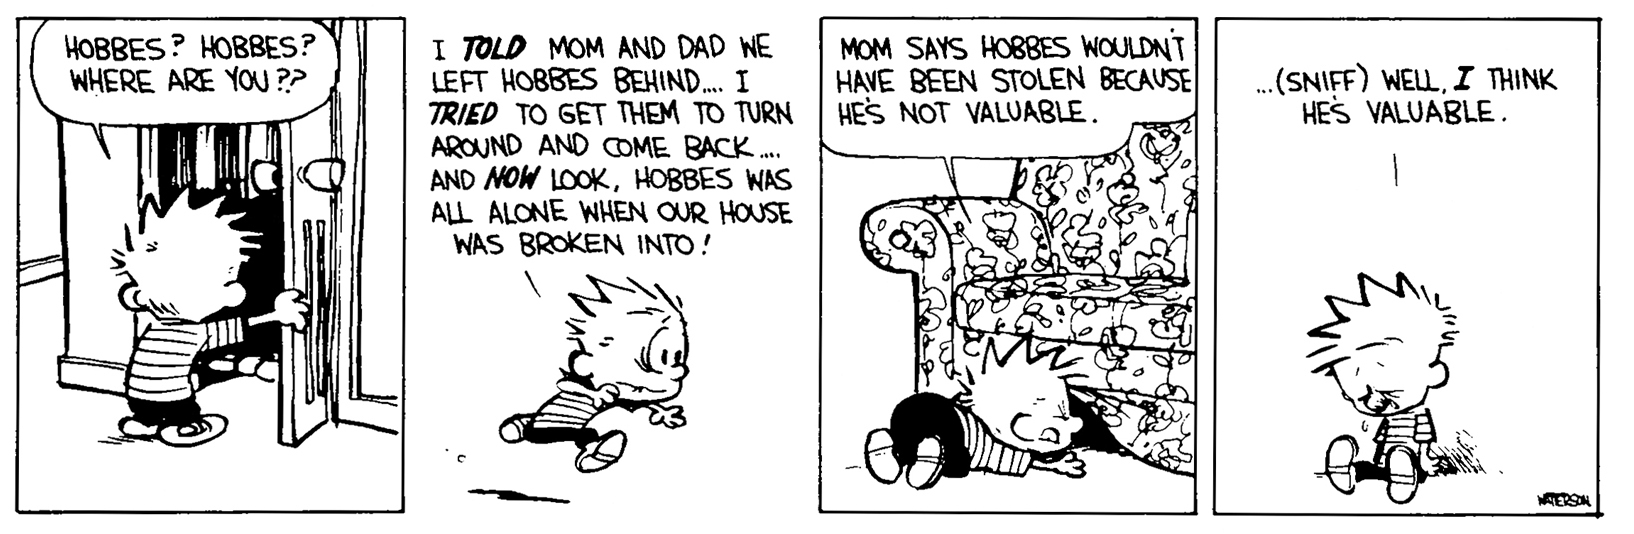 HOBBES? HOBBES?
WHERE ARE YOU??
I TOLD MOM AND DAD WE
LEFT HOBBES BEHIND.... I
TRIED TO GET THEM TO TURN
AROUND AND COME BACK....
AND NOW LOOK, HOBBES WAS
ALL ALONE WHEN OUR HOUSE
WAS BROKEN INTO!
MOM SAYS HOBBES WOULDN'T
HAVE BEEN STOLEN BECAUSE
HE'S NOT VALUABLE.
...(SNIFF) WELL, I THINK
HE'S VALUABLE.
WATTERSON